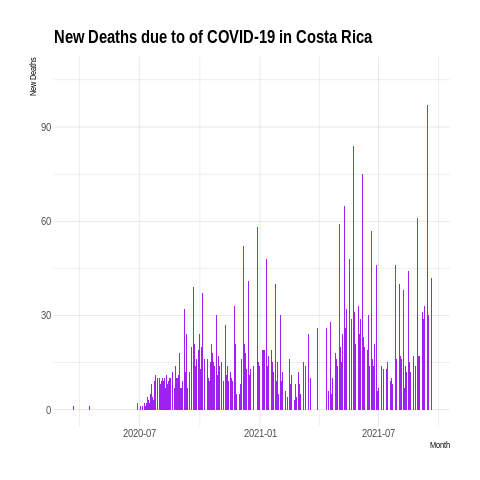 New Deaths due to of COVID-19 in Costa Rica
New Deaths
90
60
30
0
2020-07 2021-01 2021-07
Month